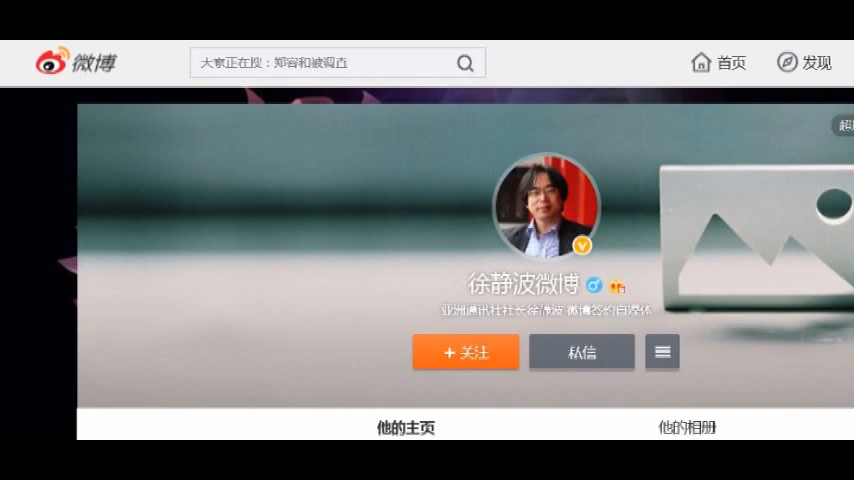 微博
大家正在搜：郑容和被调查
首页
发现
徐静波微博
亚洲通讯社社长徐静波 微博签约自媒体
+ 关注
私信
他的主页
他的相册